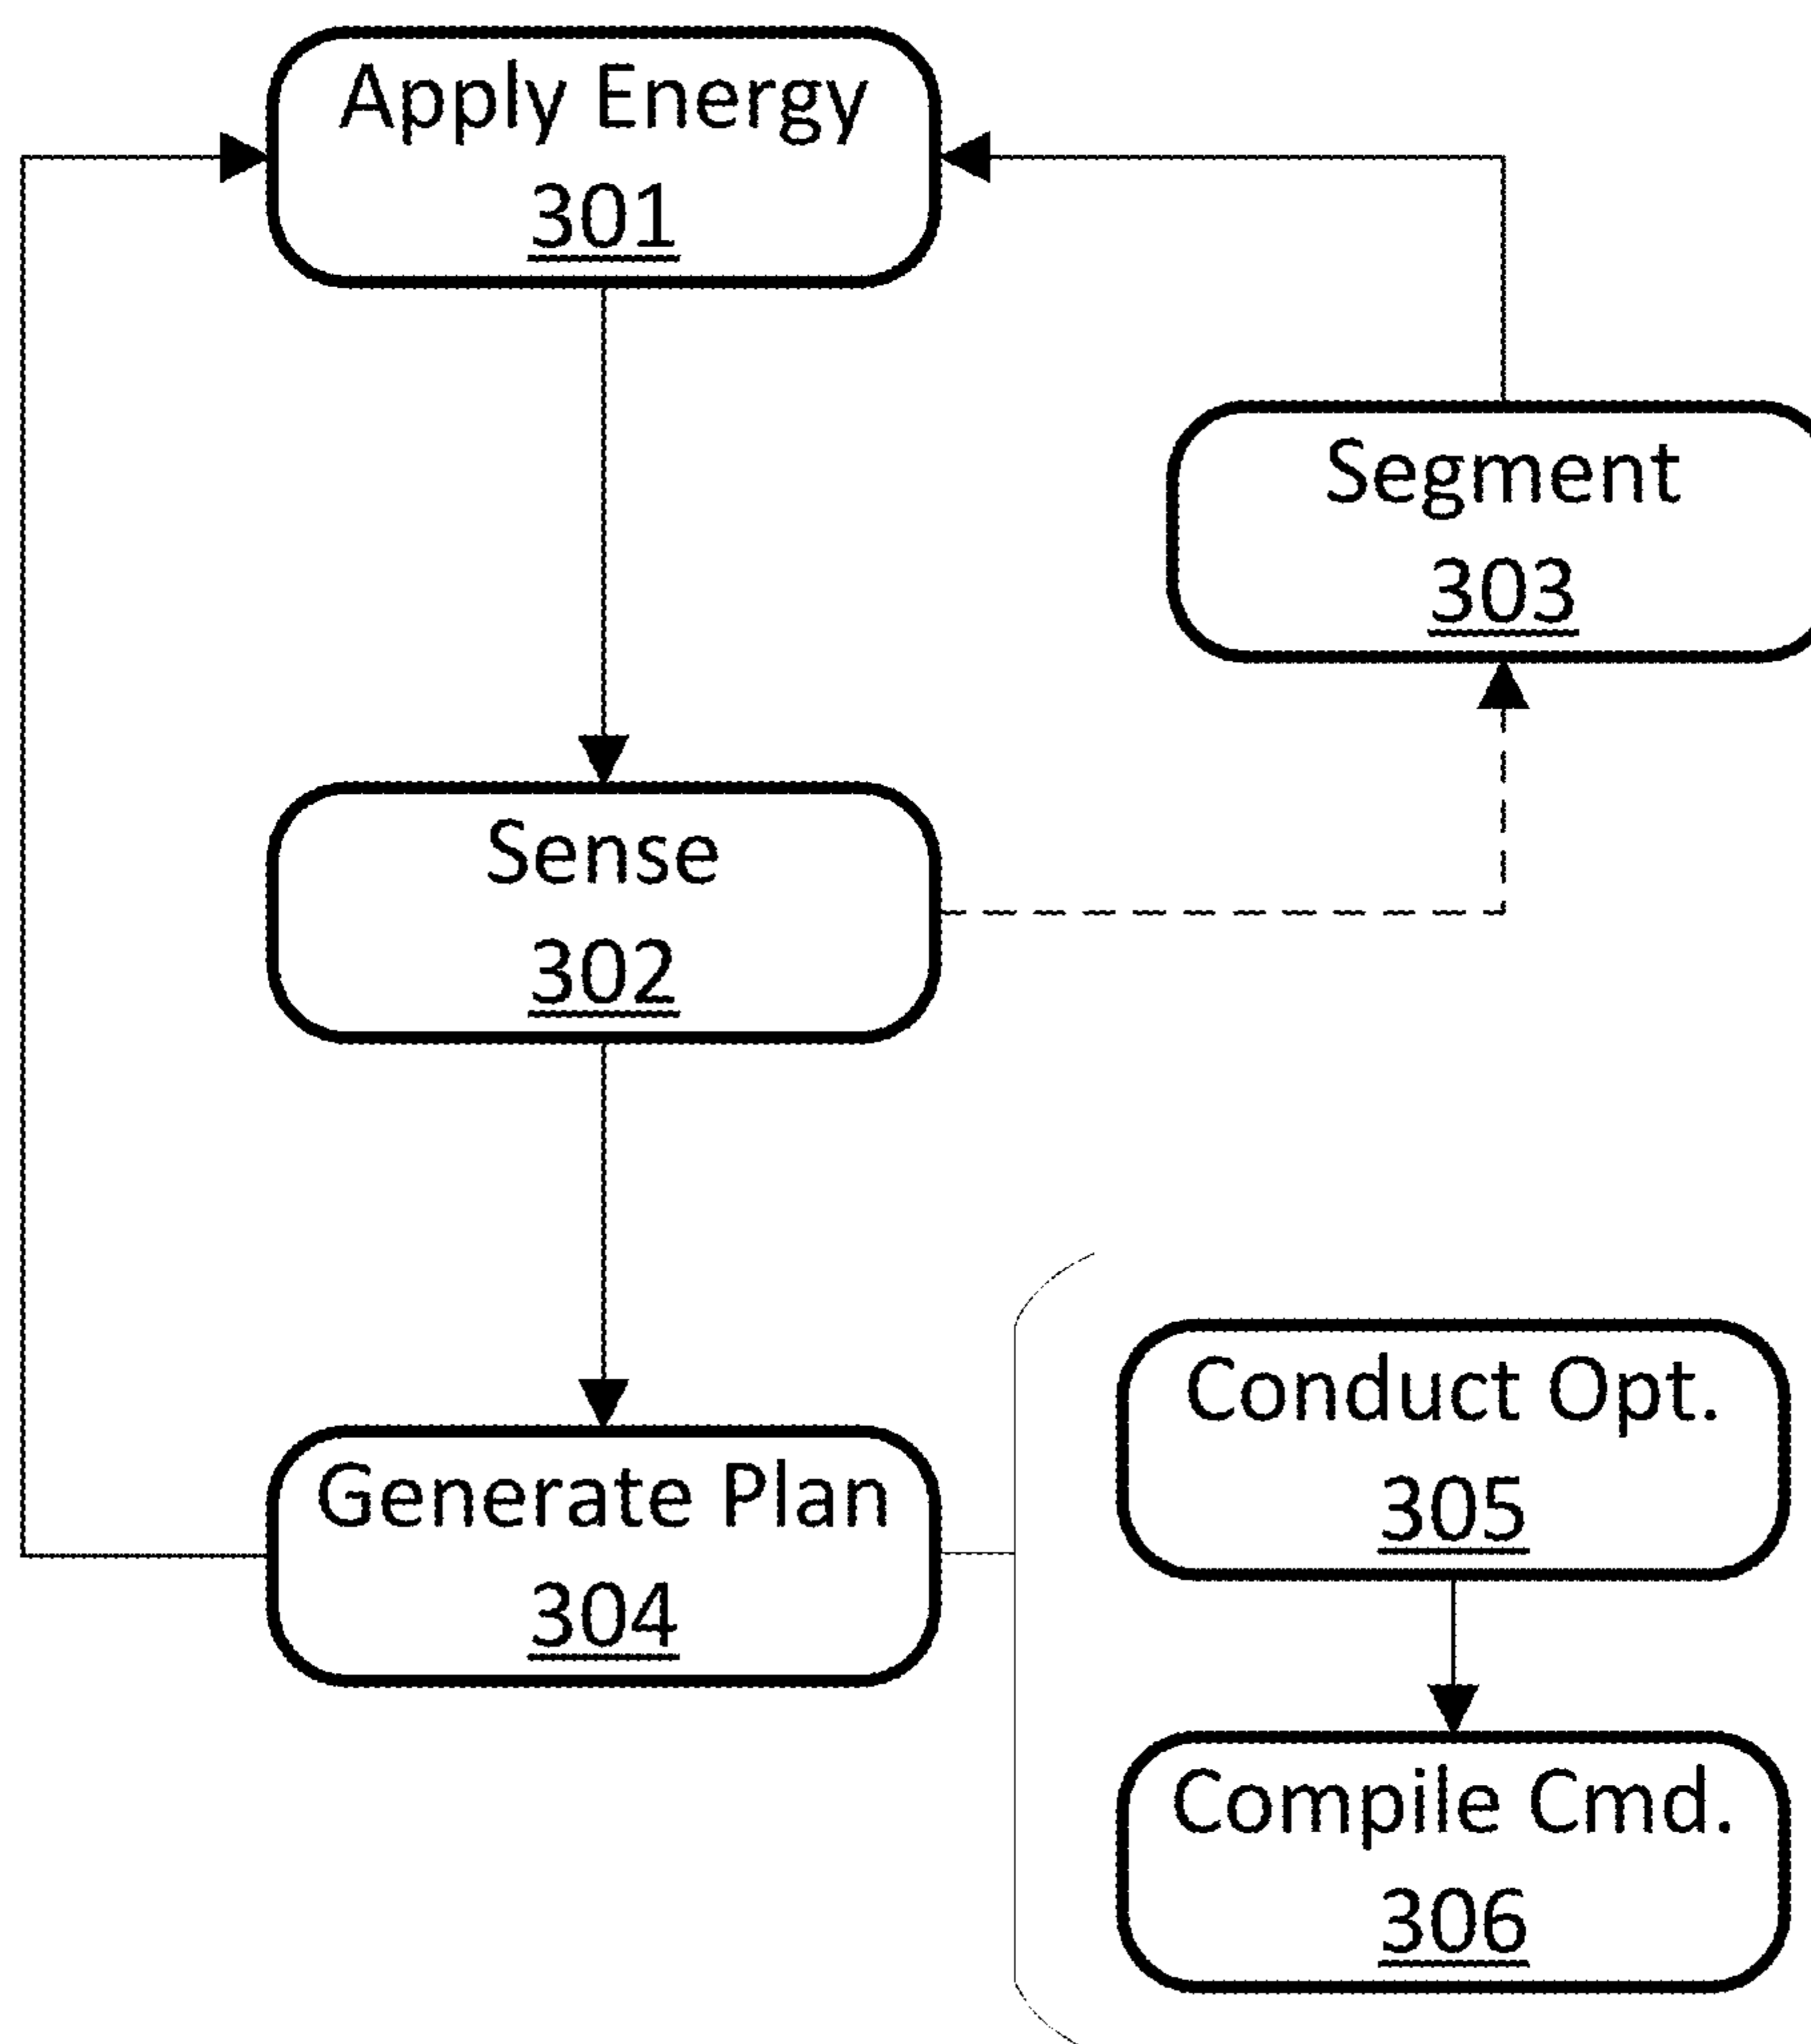 Apply Energy
301
Segment
303
Sense
302
Conduct Opt.
305
Generate Plan
304
Compile Cmd.
306